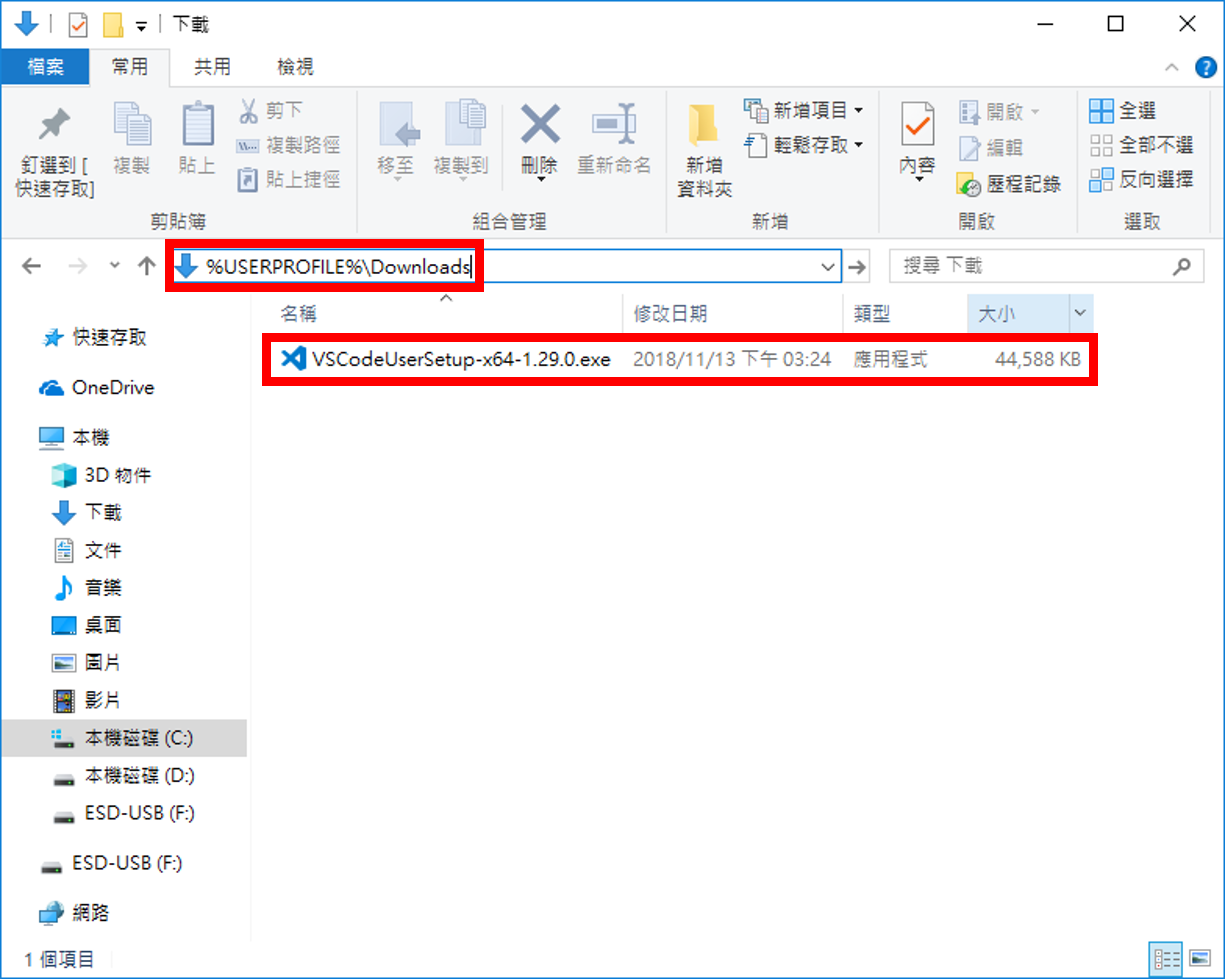 下載
檔案 常用 共用 檢視
釘選到 [
快速存取]
複製
貼上
剪下
複製路徑
貼上捷徑
剪貼簿
移至
複製到
刪除
重新命名
組合管理
新增
資料夾
新增項目
輕鬆存取
新增
內容
開啟
編輯
歷程記錄
開啟
全選
全部不選
反向選擇
選取
%USERPROFILE%\Downloads
搜尋 下載
名稱 修改日期 類型 大小
VSCodeUserSetup-x64-1.29.0.exe 2018/11/13 下午 03:24 應用程式 44,588 KB
快速存取
OneDrive
本機
3D 物件
下載
文件
音樂
桌面
圖片
影片
本機磁碟 (C:)
本機磁碟 (D:)
ESD-USB (F:)
ESD-USB (F:)
網路
1 個項目